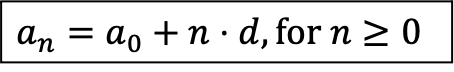 aₙ = a₀ + n · d, for n ≥ 0